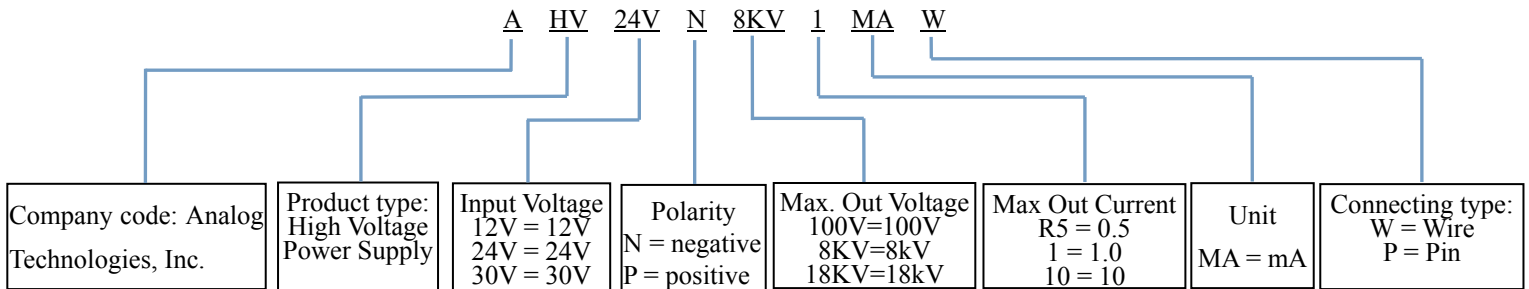 A HV 24V N 8KV 1 MA W
Company code: Analog
Technologies, Inc.
Product type:
High Voltage
Power Supply
Input Voltage
12V = 12V
24V = 24V
30V = 30V
Polarity
N = negative
P = positive
Max. Out Voltage
100V=100V
8KV=8kV
18KV=18kV
Max Out Current
R5 = 0.5
1 = 1.0
10 = 10
Unit
MA = mA
Connecting type:
W = Wire
P = Pin